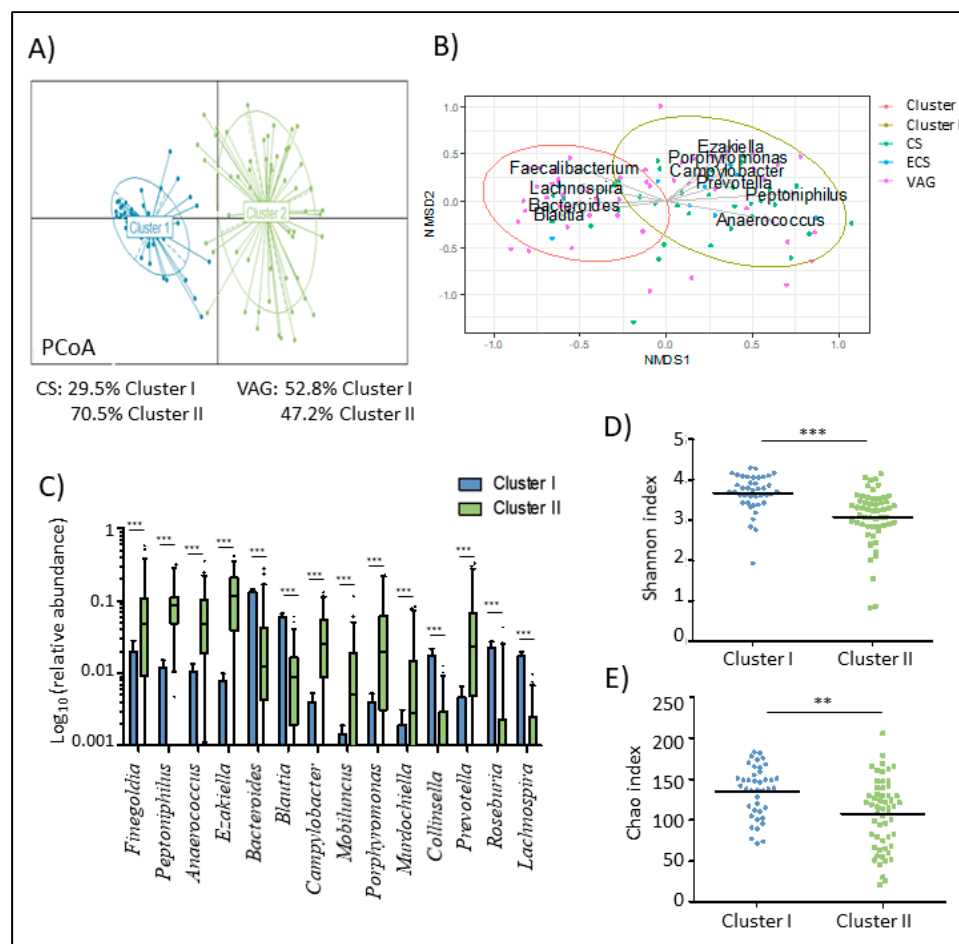 A)
Cluster 1
Cluster 2
PCoA
CS: 29.5% Cluster I
70.5% Cluster II
VAG: 52.8% Cluster I
47.2% Cluster II
B)
NMSD2
1.0
0.5
0.0
-0.5
-1.0
Ezakiella
Porphyromonas
Faecalibacterium
Campylobacter
Lachnospira
Prevotella
Bacteroides
Peptoniphilus
Blautia
Anaerococcus
-1.0
-0.5
0.0
0.5
1.0
NMDS1
Cluster
Cluster I
CS
ECS
VAG
C)
Cluster I
Cluster II
Log10 (relative abundance)
1
0.1
0.01
0.001
***
***
***
***
***
***
***
***
***
***
***
***
***
***
Finegoldia
Peptoniphilus
Anaerococcus
Ezakiella
Bacteroides
Blautia
Campylobacter
Mobiluncus
Porphyromonas
Murdochiella
Collinsella
Prevotella
Roseburia
Lachnospira
D)
***
Shannon index
5
4
3
2
1
0
Cluster I
Cluster II
E)
**
Chao index
250
200
150
100
50
0
Cluster I
Cluster II